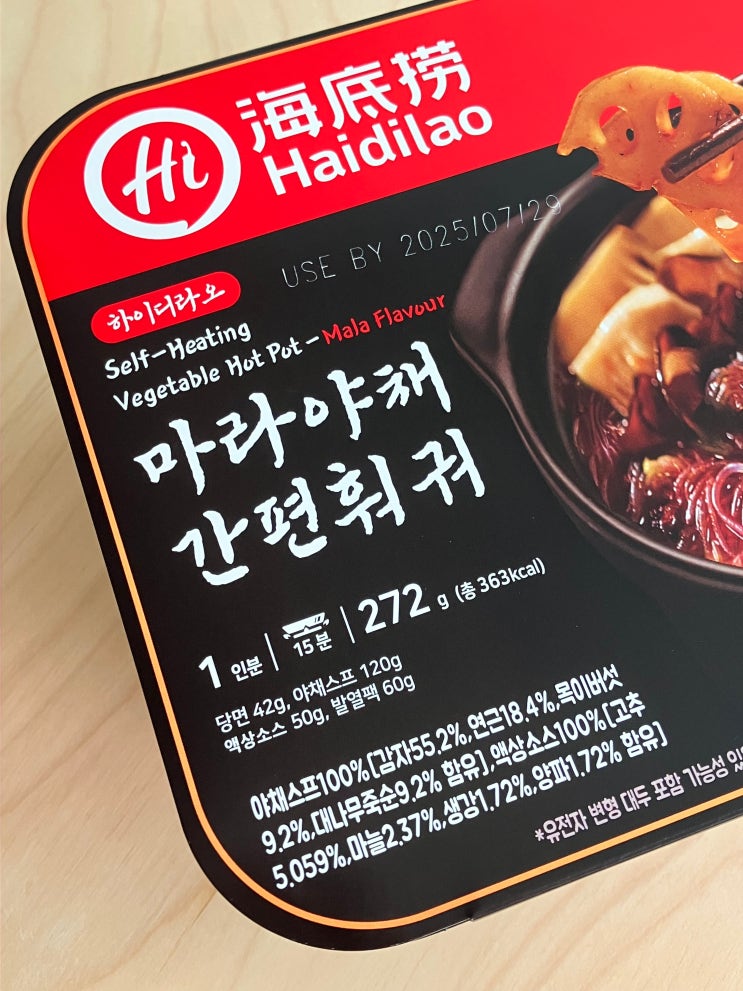 Hi
海底捞
Haidilao
USE BY 2025/07/29
하이디라오
Self-Heating
Vegetable Hot Pot - Mala Flavour
마라야채
간편훠궈
1 인분 | 15분 | 272 g (총 363kcal)
당면 42g, 야채스프 120g
액상소스 50g, 발열팩 60g
야채스프100%[감자55.2%,연근18.4%,목이버섯
9.2%,대나무죽순9.2% 함유],액상소스100%[고추
5.059%,마늘2.37%,생강1.72%,양파1.72% 함유]
*유전자 변형 대두 포함 가능성 있